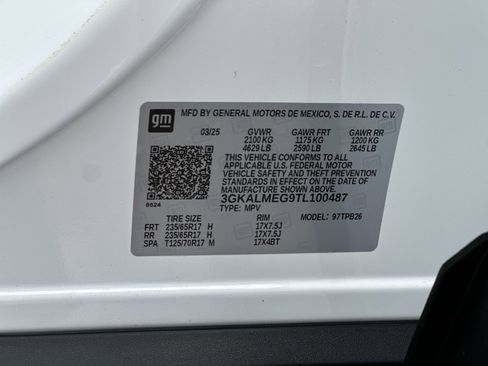 gm MFD BY GENERAL MOTORS DE MEXICO, S. DE R.L. DE C.V.
03/25 GVWR GAWR FRT GAWR RR
2100 KG 1175 KG 1200 KG
4629 LB 2590 LB 2645 LB
THIS VEHICLE CONFORMS TO ALL
APPLICABLE U.S. FEDERAL MOTOR
VEHICLE SAFETY AND THEFT
PREVENTION STANDARDS IN
EFFECT ON THE DATE OF
MANUFACTURE SHOWN ABOVE.
3GKALMEG9TL100487
8624 TYPE: MPV
TIRE SIZE RIM MODEL: 97TPB26
FRT 235/65R17 H 17X7.5J
RR 235/65R17 H 17X7.5J
SPA T125/70R17 M 17X4BT